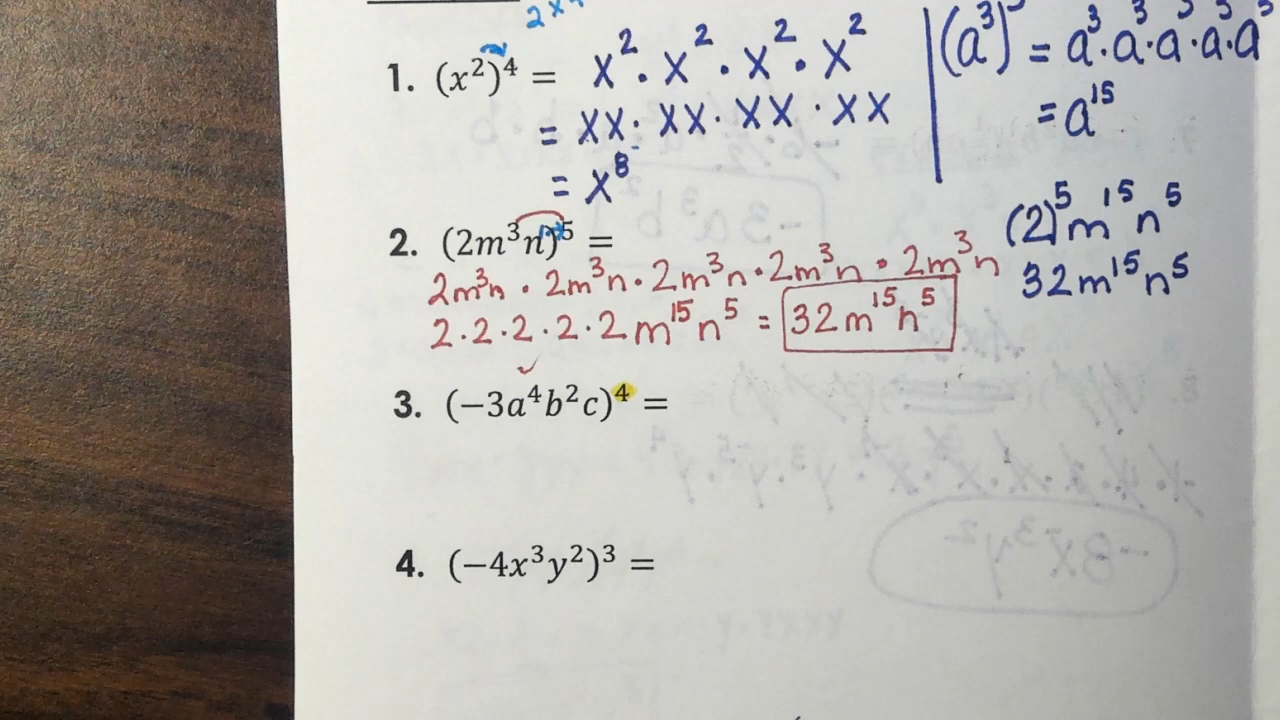 2x4
1. (x²)⁴ = x² · x² · x² · x²
= xx · xx · xx · xx
= x⁸
(a³)⁵ = a³·a³·a³·a³·a³
= a¹⁵
2. (2m³n)⁵ =
2m³n · 2m³n · 2m³n · 2m³n · 2m³n
2·2·2·2·2m¹⁵n⁵ = 32m¹⁵n⁵
(2)⁵m¹⁵n⁵
32m¹⁵n⁵
3. (−3a⁴b²c)⁴ =
4. (−4x³y²)³ =